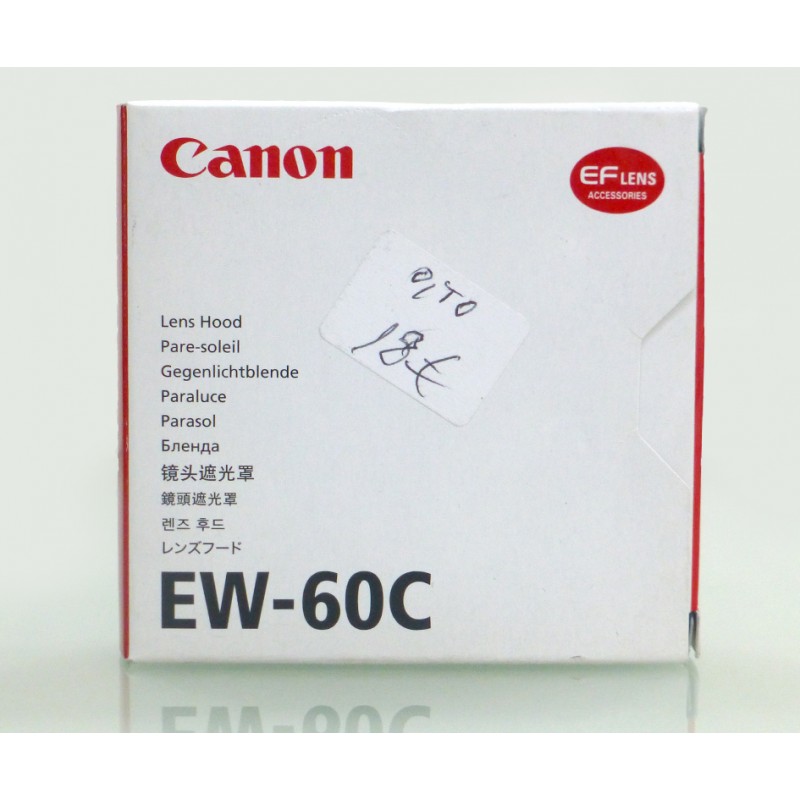 Canon
EF LENS
ACCESSORIES
18€
Lens Hood
Pare-soleil
Gegenlichtblende
Paraluce
Parasol
Бленда
镜头遮光罩
鏡頭遮光罩
렌즈 후드
レンズフード
EW-60C